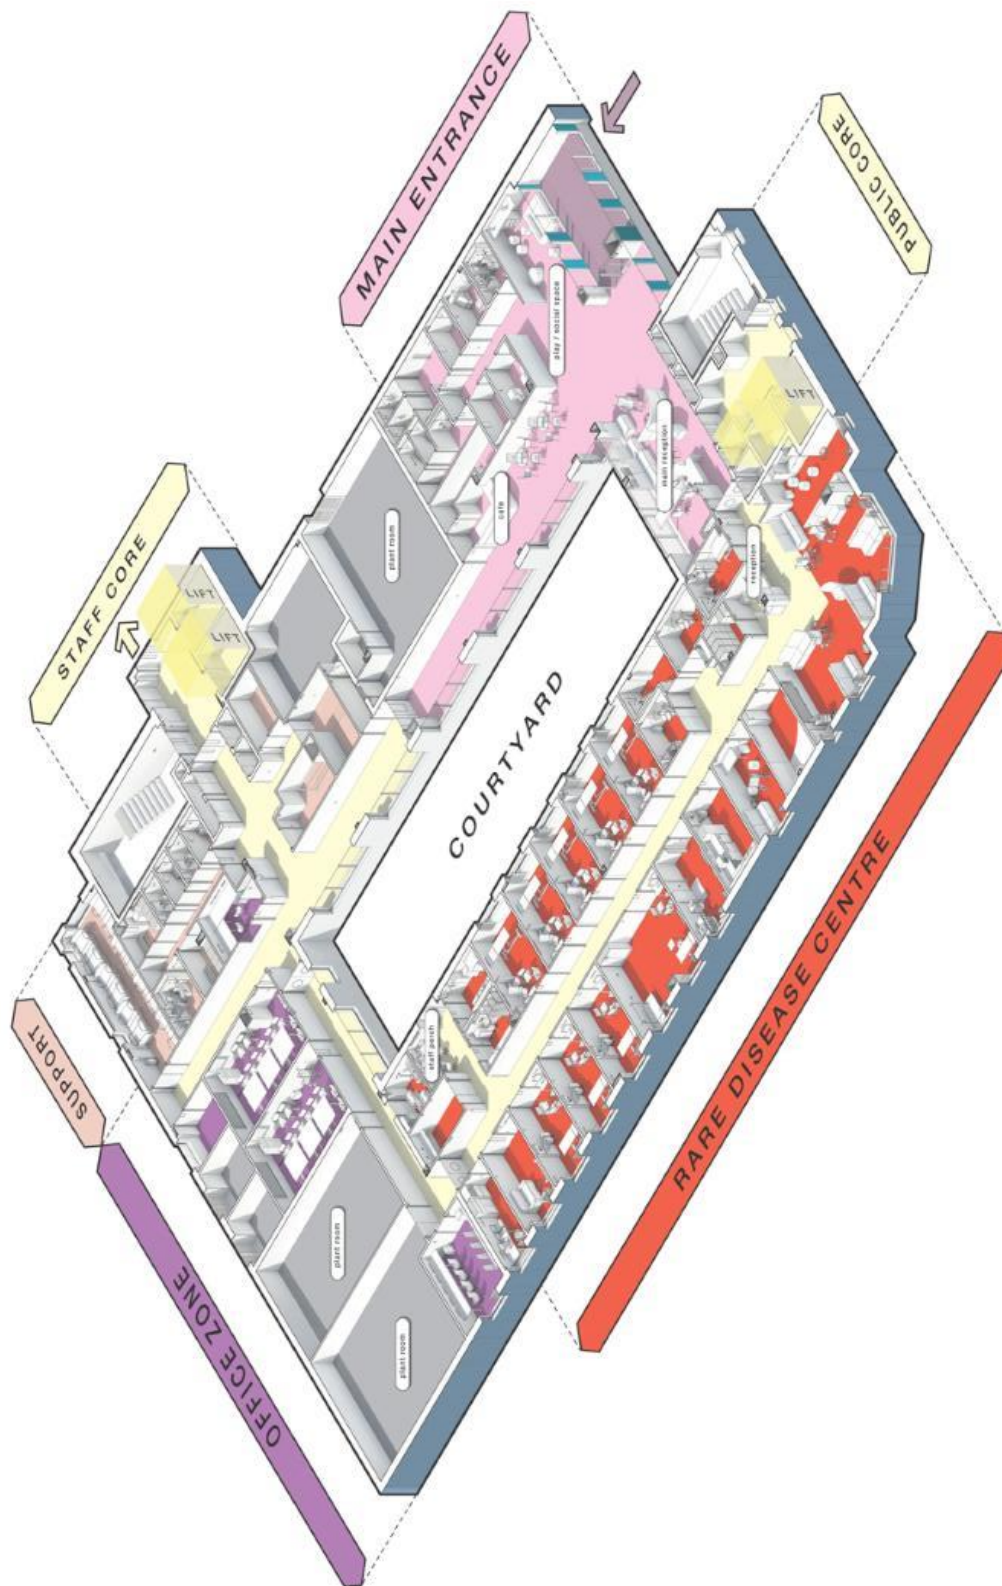 MAIN ENTRANCE
PUBLIC CORE
play / social space
LIFT
main reception
cafe
plant room
reception
STAFF CORE
LIFT
LIFT
COURTYARD
staff perch
SUPPORT
OFFICE ZONE
plant room
plant room
RARE DISEASE CENTRE